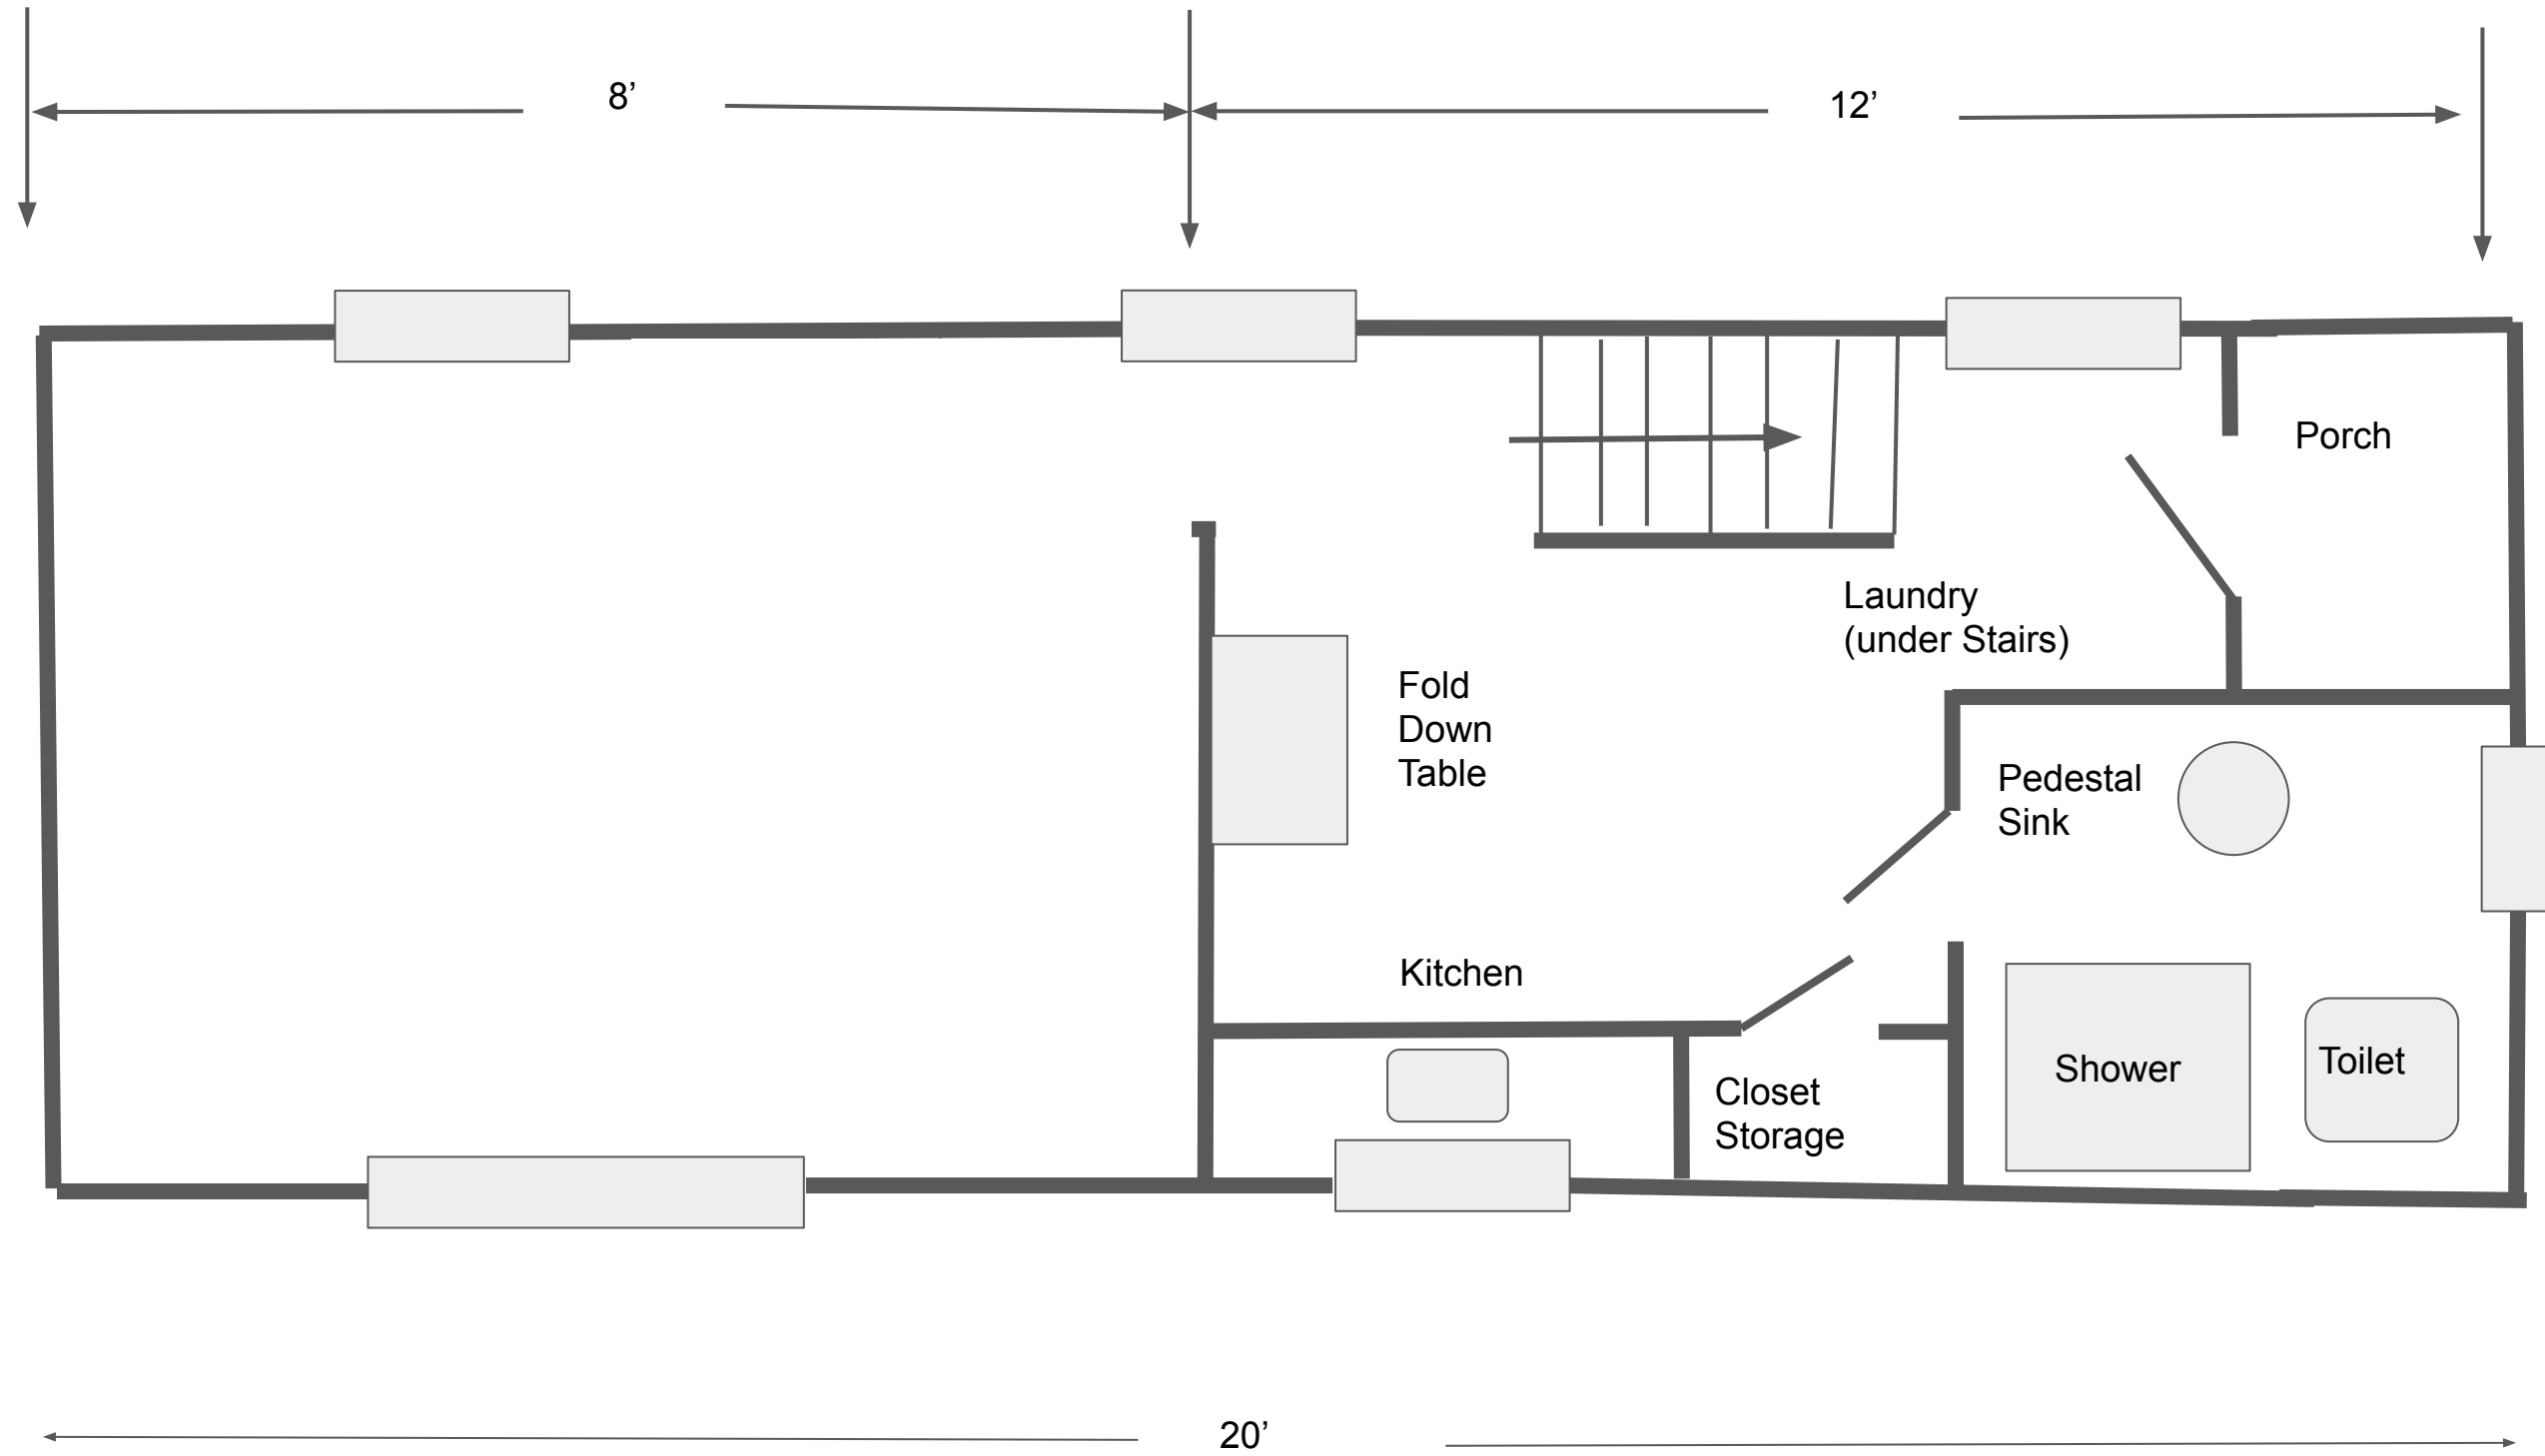 8’
12’
Porch
Laundry
(under Stairs)
Fold
Down
Table
Pedestal
Sink
Kitchen
Shower
Toilet
Closet
Storage
20’